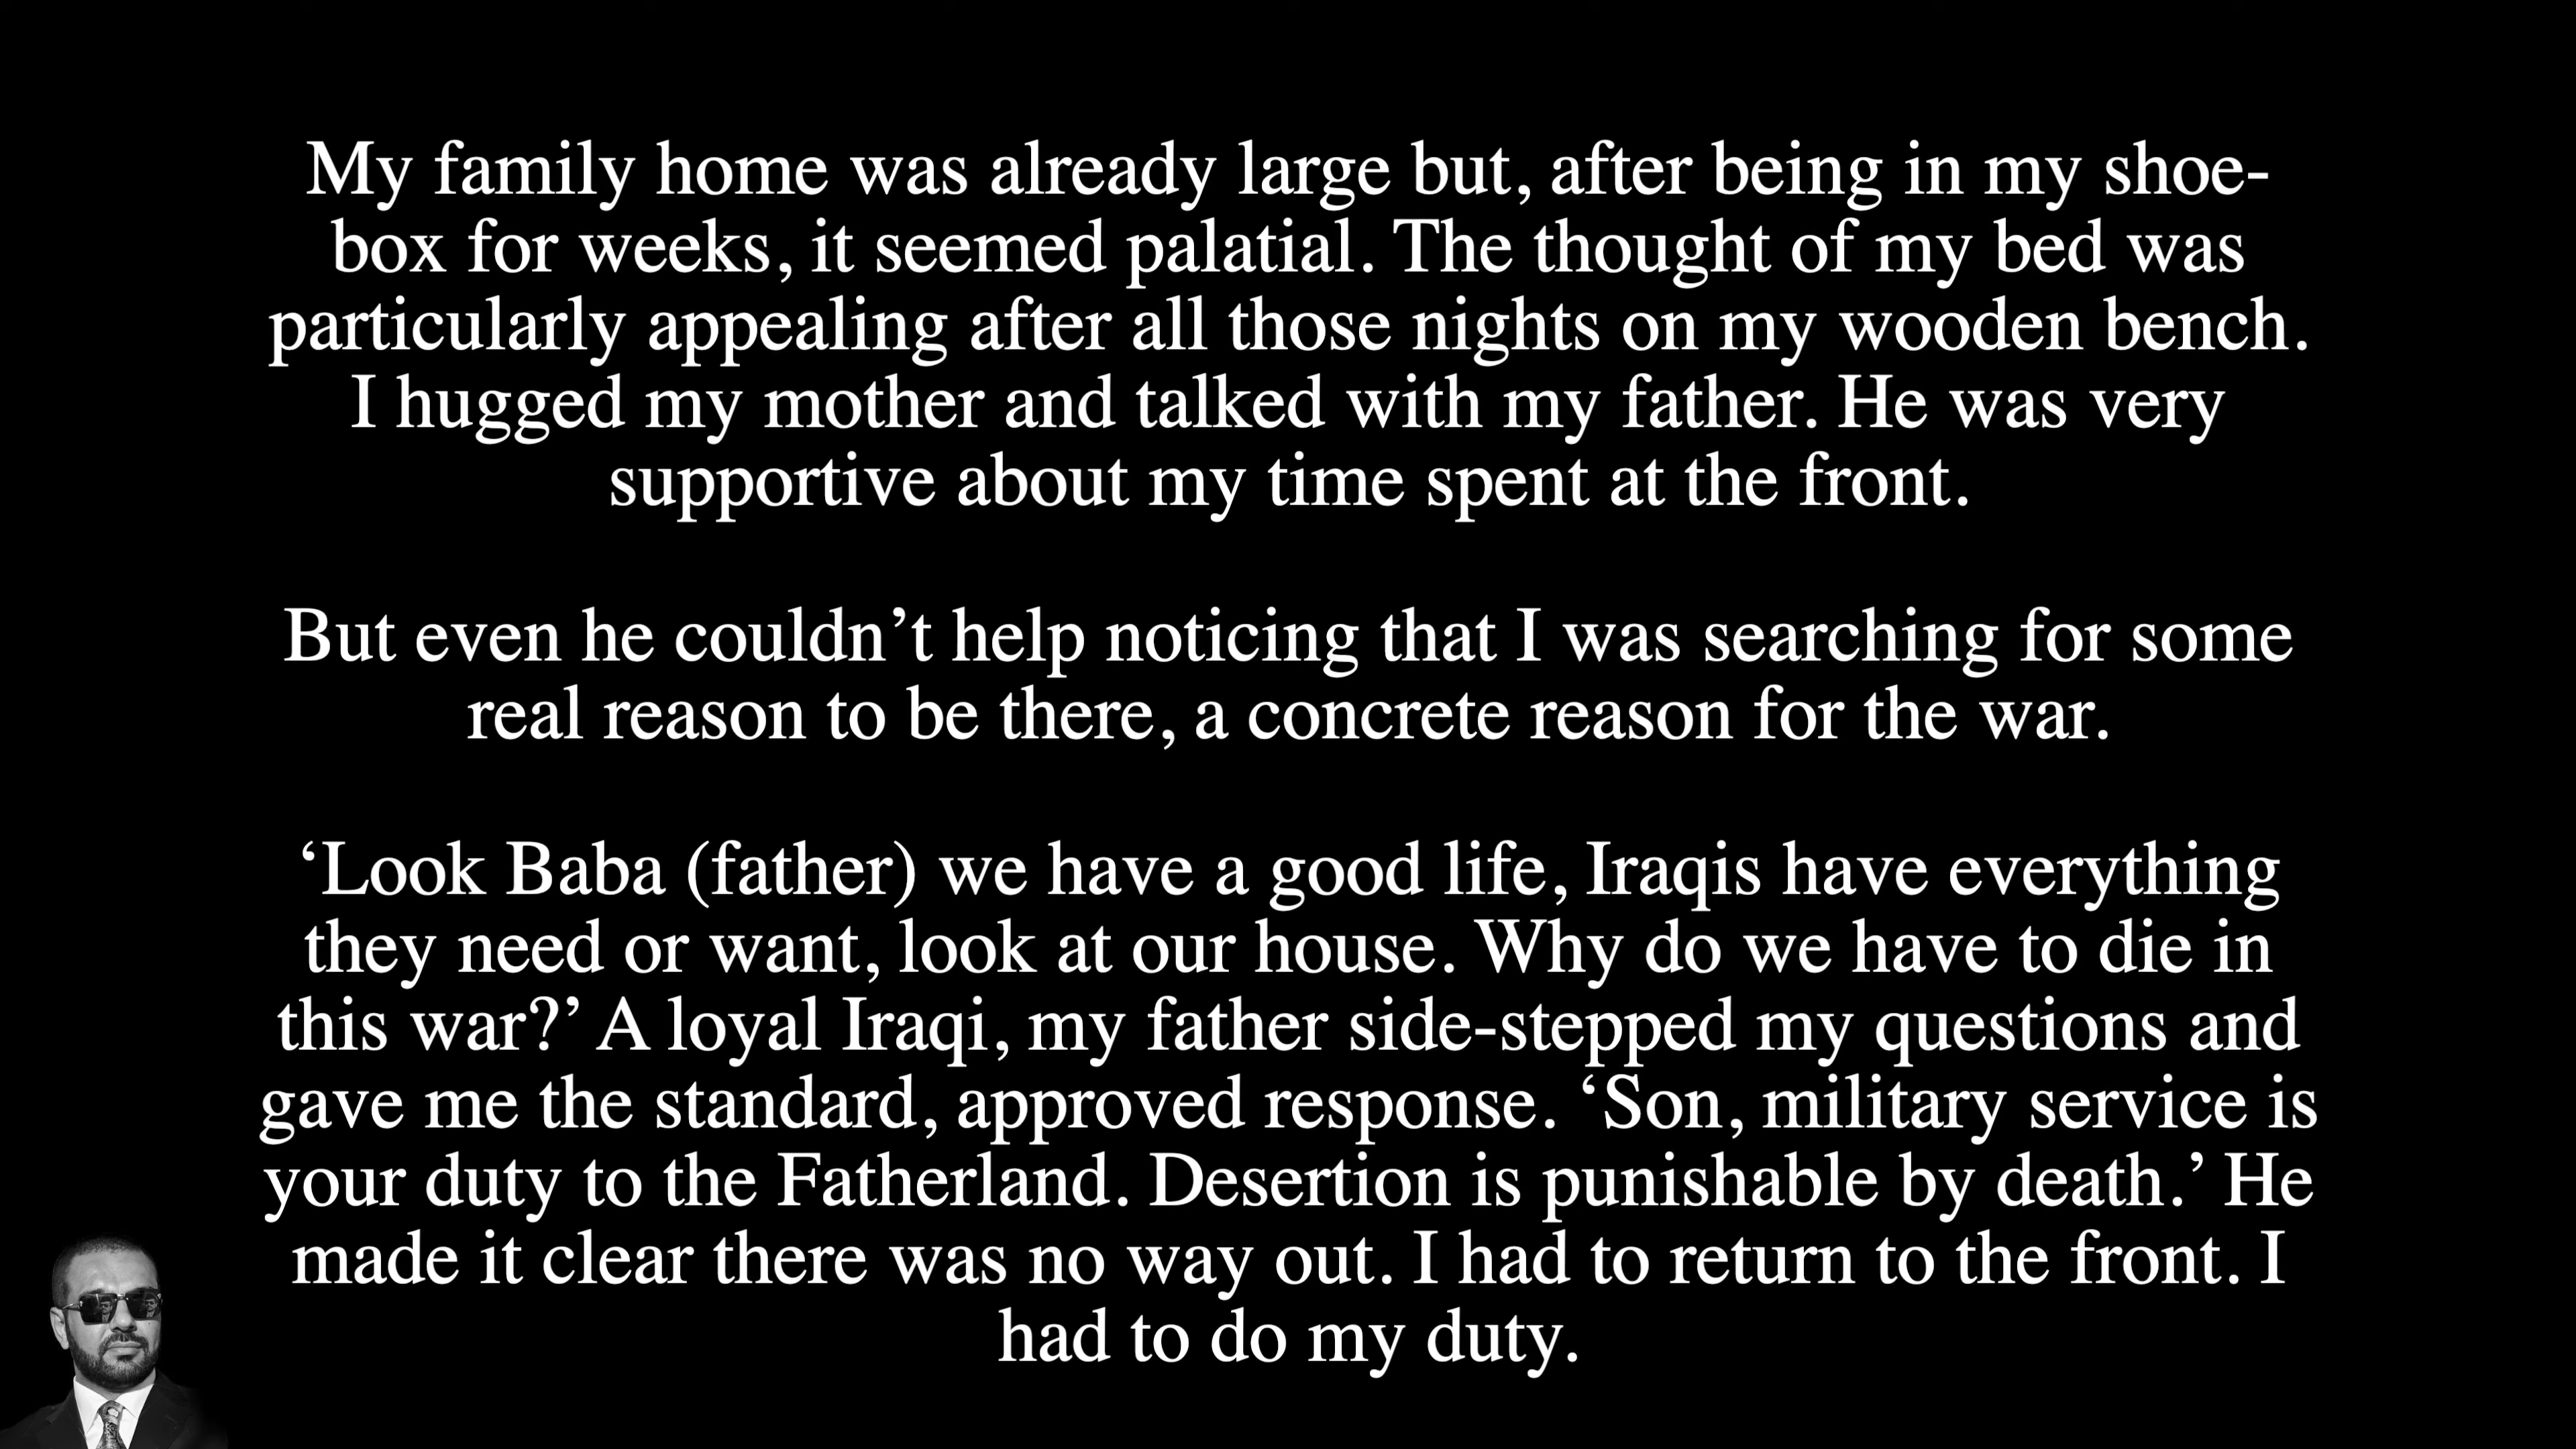 My family home was already large but, after being in my shoe-
box for weeks, it seemed palatial. The thought of my bed was
particularly appealing after all those nights on my wooden bench.
I hugged my mother and talked with my father. He was very
supportive about my time spent at the front.
But even he couldn’t help noticing that I was searching for some
real reason to be there, a concrete reason for the war.
‘Look Baba (father) we have a good life, Iraqis have everything
they need or want, look at our house. Why do we have to die in
this war?’ A loyal Iraqi, my father side-stepped my questions and
gave me the standard, approved response. ‘Son, military service is
your duty to the Fatherland. Desertion is punishable by death.’ He
made it clear there was no way out. I had to return to the front. I
had to do my duty.